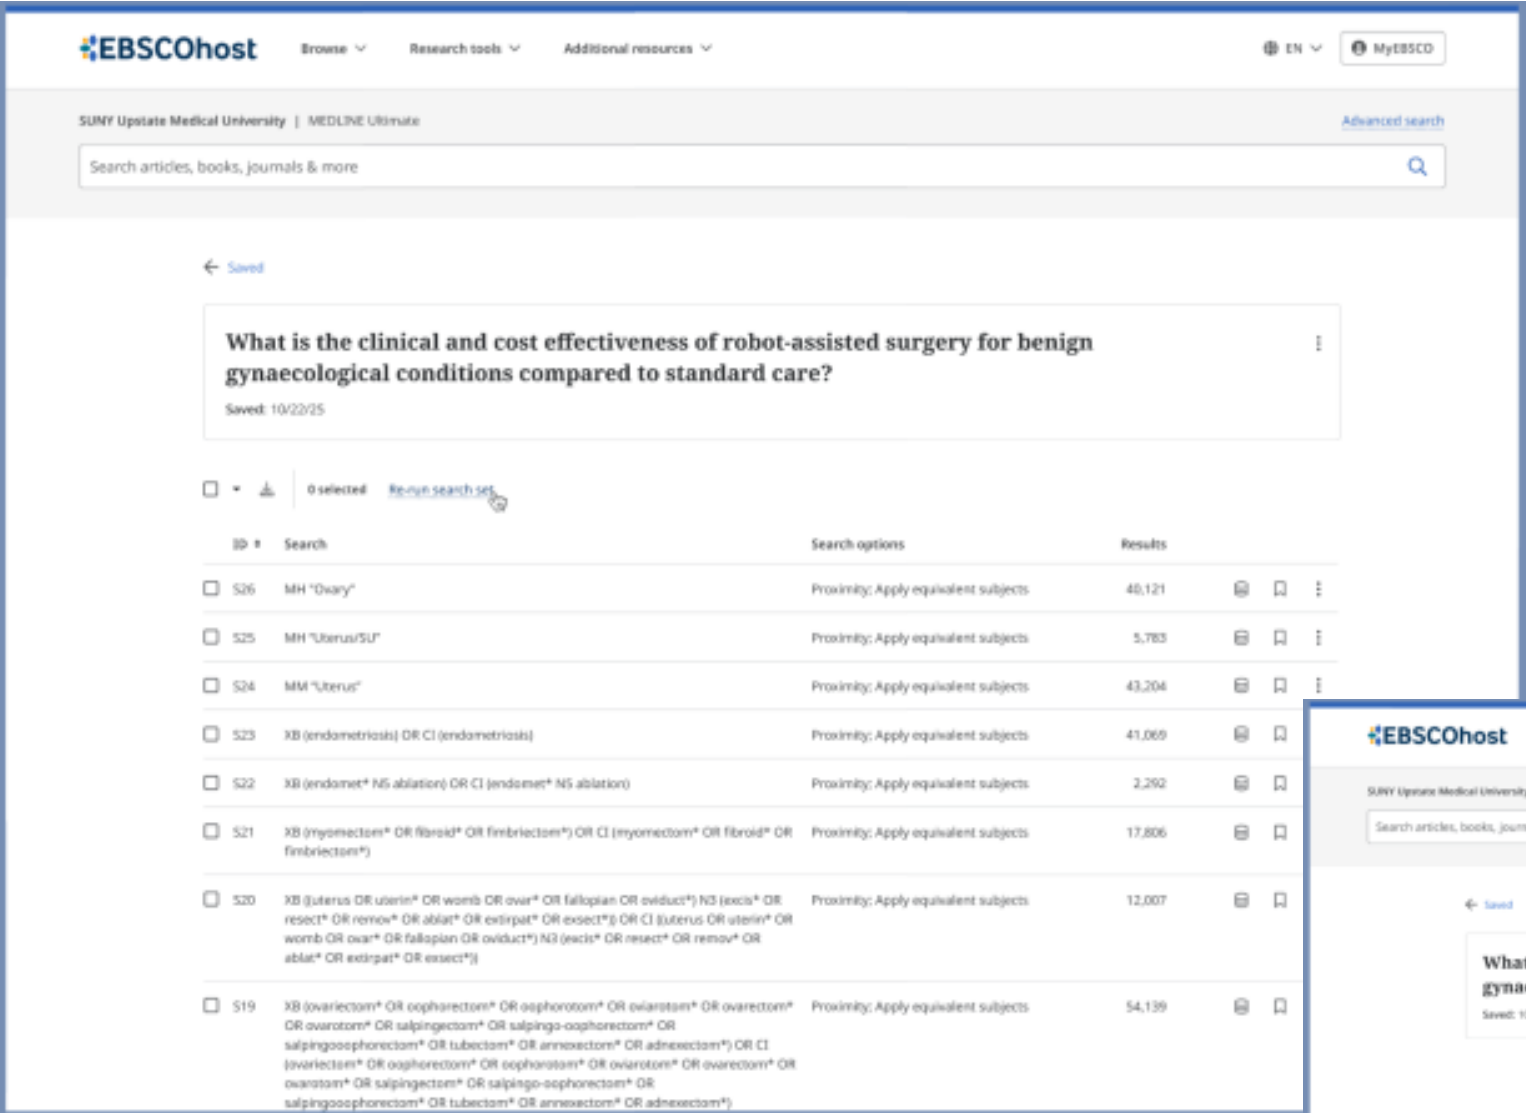 EBSCOhost Browse Research tools Additional resources EN MyEBSCO
SUNY Upstate Medical University | MEDLINE Ultimate Advanced search
Search articles, books, journals & more
Saved
What is the clinical and cost effectiveness of robot-assisted surgery for benign
gynaecological conditions compared to standard care?
Saved: 10/22/25
0 selected Re-run search set
ID Search Search options Results
S26 MH "Ovary" Proximity; Apply equivalent subjects 40,121
S25 MH "Uterus/SU" Proximity; Apply equivalent subjects 5,783
S24 MM "Uterus" Proximity; Apply equivalent subjects 43,204
S23 XB (endometriosis) OR CI (endometriosis) Proximity; Apply equivalent subjects 41,069
S22 XB (endomet* N5 ablation) OR CI (endomet* N5 ablation) Proximity; Apply equivalent subjects 2,292
S21 XB (myomectom* OR fibroid* OR fimbriectom*) OR CI (myomectom* OR fibroid* OR Proximity; Apply equivalent subjects 17,806
fimbriectom*)
S20 XB ((uterus OR uterin* OR womb OR ovar* OR fallopian OR oviduct*) N3 (excis* OR Proximity; Apply equivalent subjects 12,007
resect* OR remov* OR ablat* OR extirpat* OR exsect*)) OR CI ((uterus OR uterin* OR
womb OR ovar* OR fallopian OR oviduct*) N3 (excis* OR resect* OR remov* OR
ablat* OR extirpat* OR exsect*))
S19 XB (ovariectom* OR oophorectom* OR oophorotom* OR oviarotom* OR ovarectom* Proximity; Apply equivalent subjects 54,139
OR ovarotom* OR salpingectom* OR salpingo-oophorectom* OR
salpingooophorectom* OR tubectom* OR annexectom* OR adnexectom*) OR CI
(ovariectom* OR oophorectom* OR oophorotom* OR oviarotom* OR ovarectom* OR
ovarotom* OR salpingectom* OR salpingo-oophorectom* OR
salpingooophorectom* OR tubectom* OR annexectom* OR adnexectom*)
EBSCOhost
SUNY Upstate Medical University
Search articles, books, journ
Saved
What
gynae
Saved: 1